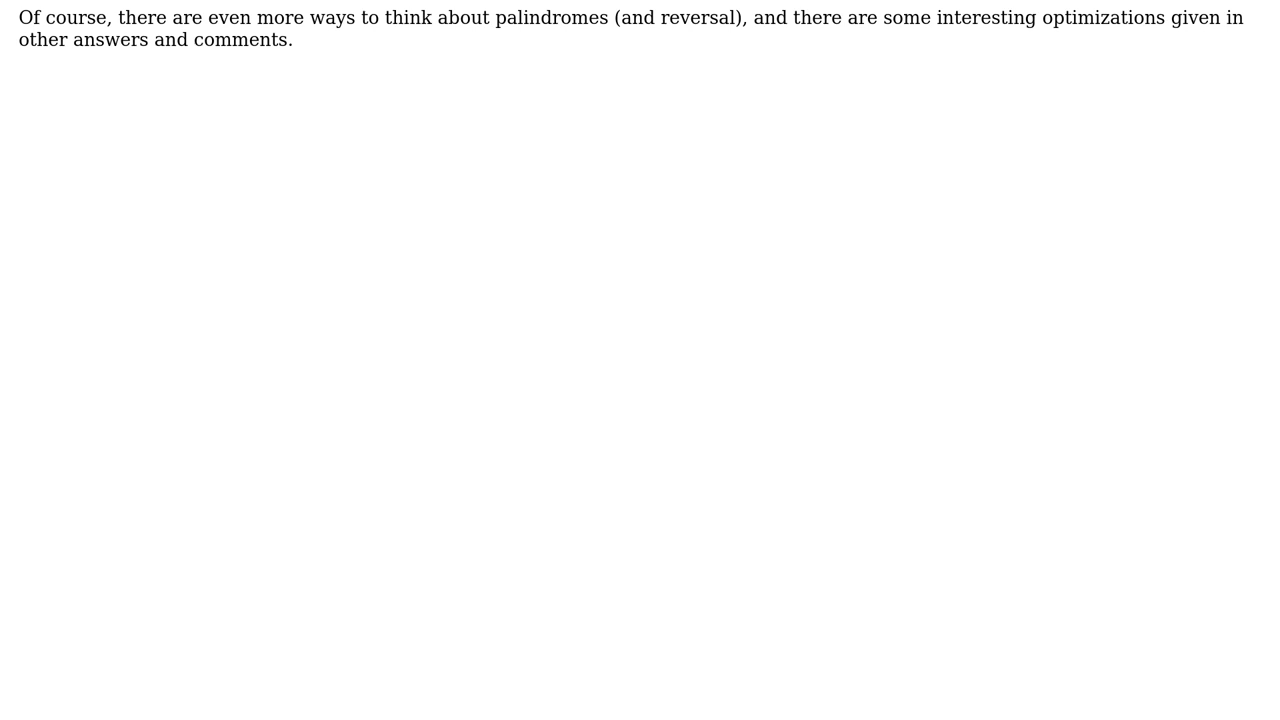 Of course, there are even more ways to think about palindromes (and reversal), and there are some interesting optimizations given in
other answers and comments.